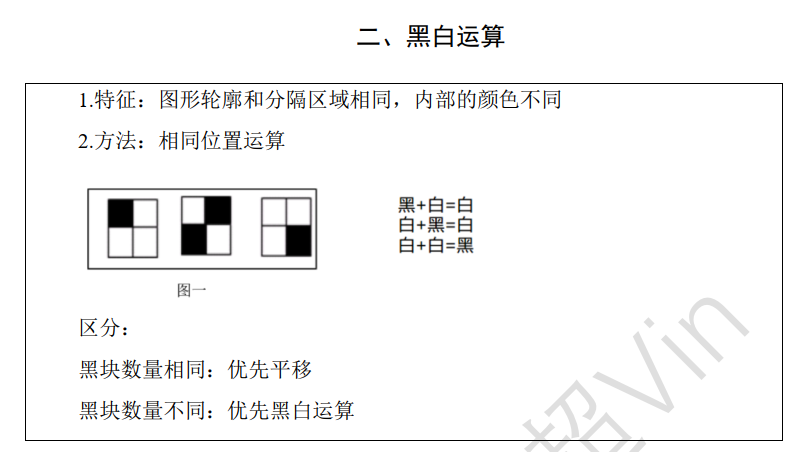 二、黑白运算
1.特征：图形轮廓和分隔区域相同，内部的颜色不同
2.方法：相同位置运算
黑+白=白
白+黑=白
白+白=黑
图一
区分：
黑块数量相同：优先平移
黑块数量不同：优先黑白运算
超Vin